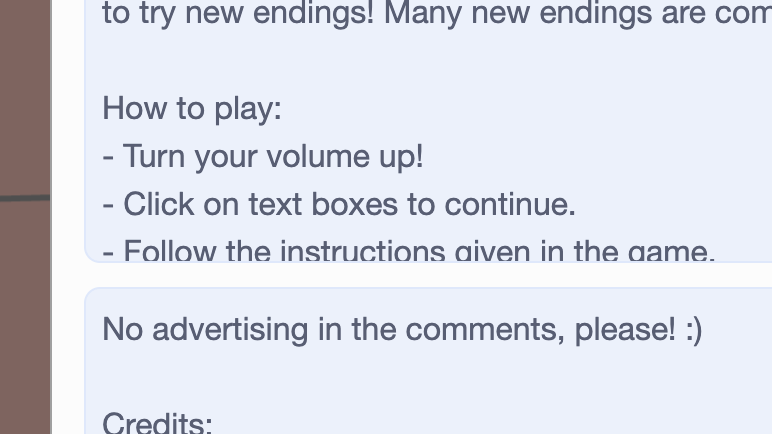 to try new endings! Many new endings are com
How to play:
- Turn your volume up!
- Click on text boxes to continue.
- Follow the instructions given in the game.
No advertising in the comments, please! :)
Credits: